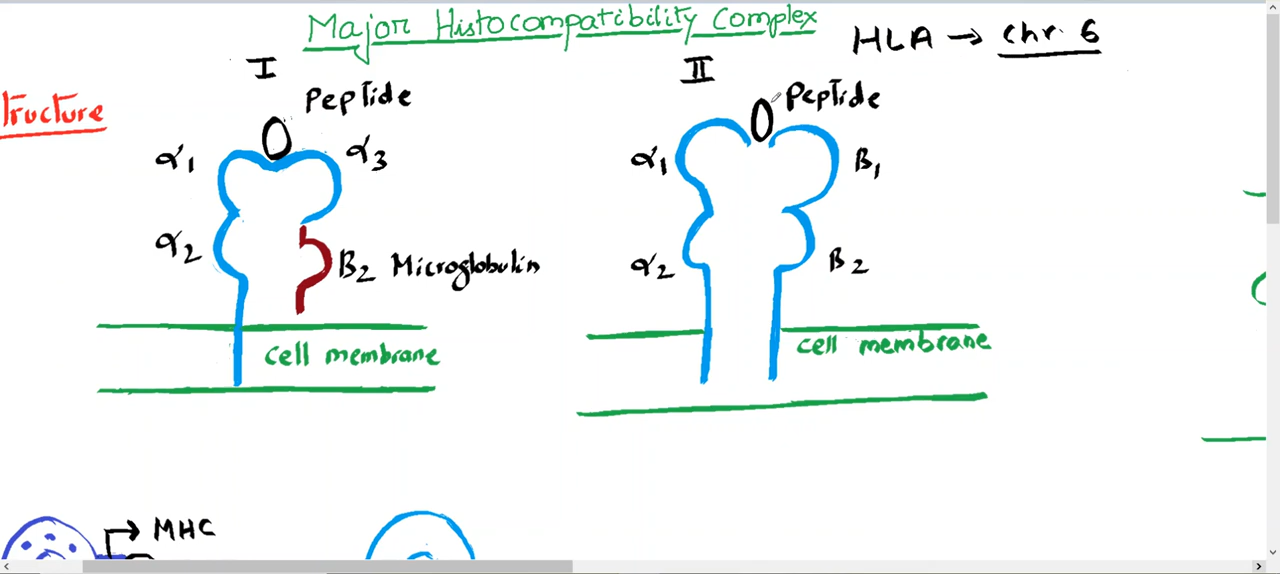 Major Histocompatibility Complex
HLA → chr. 6
I
II
tructure
Peptide
Peptide
α1
α3
α1
B1
α2
B2 Microglobulin
α2
B2
cell membrane
cell membrane
MHC